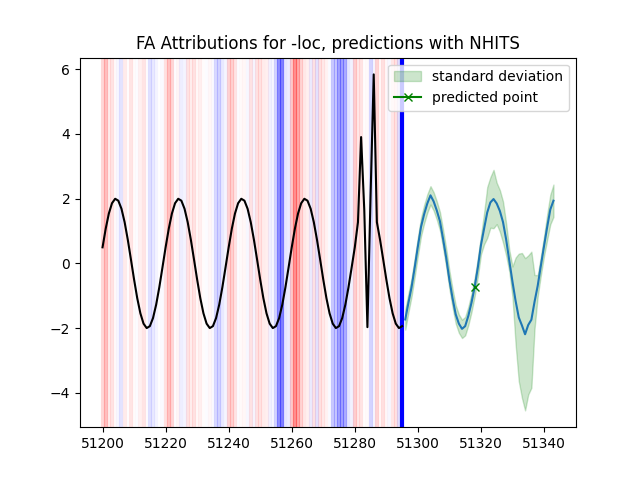 FA Attributions for -loc, predictions with NHITS
standard deviation
predicted point
6
4
2
0
−2
−4
51200 51220 51240 51260 51280 51300 51320 51340